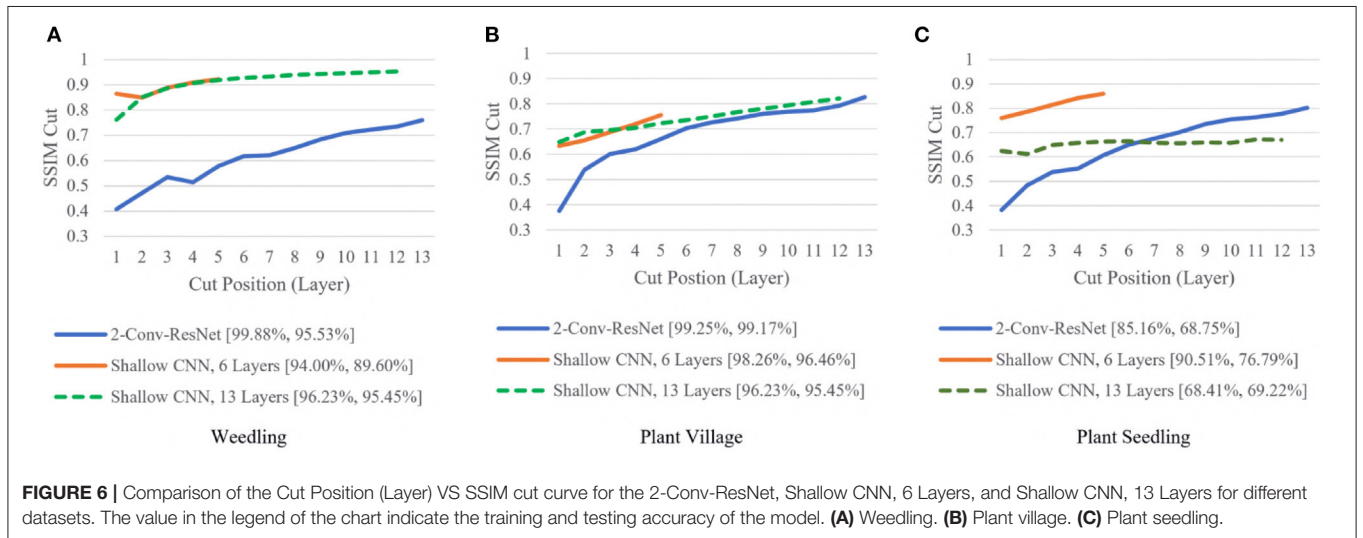 A
SSIM Cut
1
0.9
0.8
0.7
0.6
0.5
0.4
0.3
1 2 3 4 5 6 7 8 9 10 11 12 13
Cut Position (Layer)
2-Conv-ResNet [99.88%, 95.53%]
Shallow CNN, 6 Layers [94.00%, 89.60%]
Shallow CNN, 13 Layers [96.23%, 95.45%]
Weedling
B
SSIM Cut
1
0.9
0.8
0.7
0.6
0.5
0.4
0.3
1 2 3 4 5 6 7 8 9 10 11 12 13
Cut Postion (Layer)
2-Conv-ResNet [99.25%, 99.17%]
Shallow CNN, 6 Layers [98.26%, 96.46%]
Shallow CNN, 13 Layers [96.23%, 95.45%]
Plant Village
C
SSIM Cut
1
0.9
0.8
0.7
0.6
0.5
0.4
0.3
1 2 3 4 5 6 7 8 9 10 11 12 13
Cut Position (Layer)
2-Conv-ResNet [85.16%, 68.75%]
Shallow CNN, 6 Layers [90.51%, 76.79%]
Shallow CNN, 13 Layers [68.41%, 69.22%]
Plant Seedling
FIGURE 6 | Comparison of the Cut Position (Layer) VS SSIM cut curve for the 2-Conv-ResNet, Shallow CNN, 6 Layers, and Shallow CNN, 13 Layers for different
datasets. The value in the legend of the chart indicate the training and testing accuracy of the model. (A) Weedling. (B) Plant village. (C) Plant seedling.